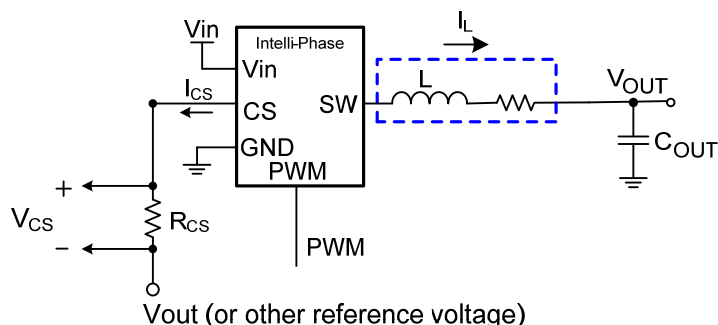 Vin
Intelli-Phase
IL
Vin
L
VOUT
ICS
CS
SW
GND
COUT
PWM
+
VCS
RCS
−
PWM
Vout (or other reference voltage)